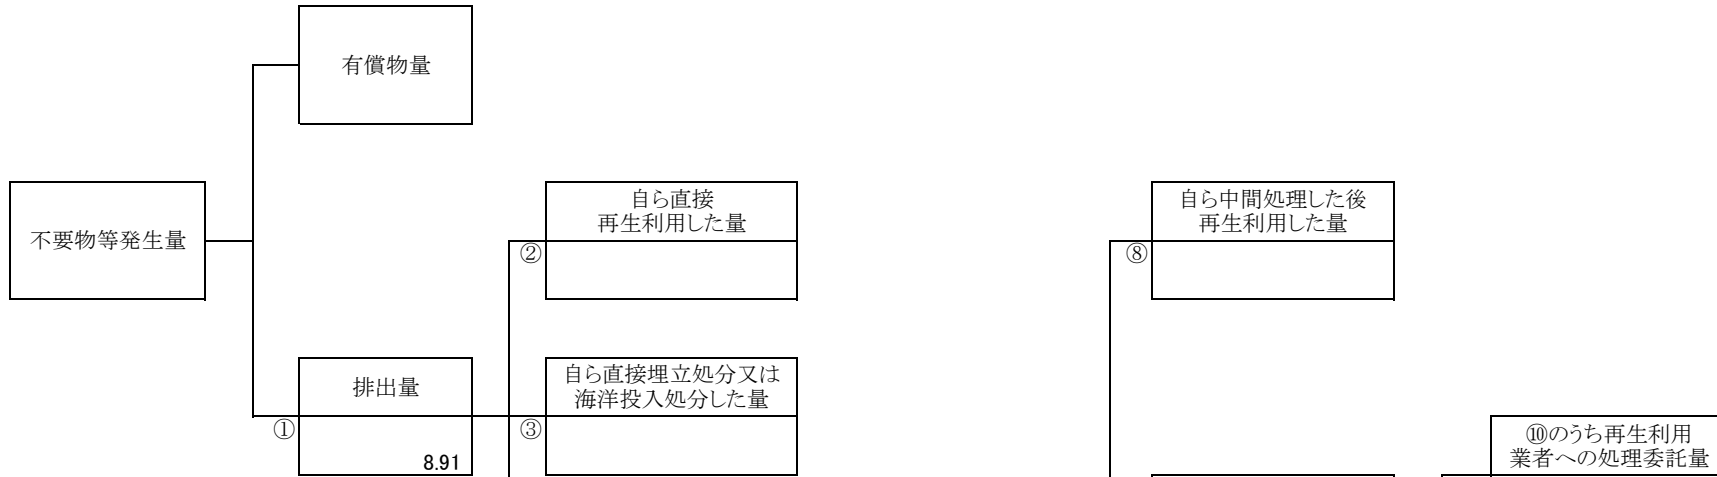 有償物量
不要物等発生量
自ら直接
再生利用した量
②
自ら中間処理した後
再生利用した量
⑧
排出量
①
8.91
自ら直接埋立処分又は
海洋投入処分した量
③
⑩のうち再生利用
業者への処理委託量